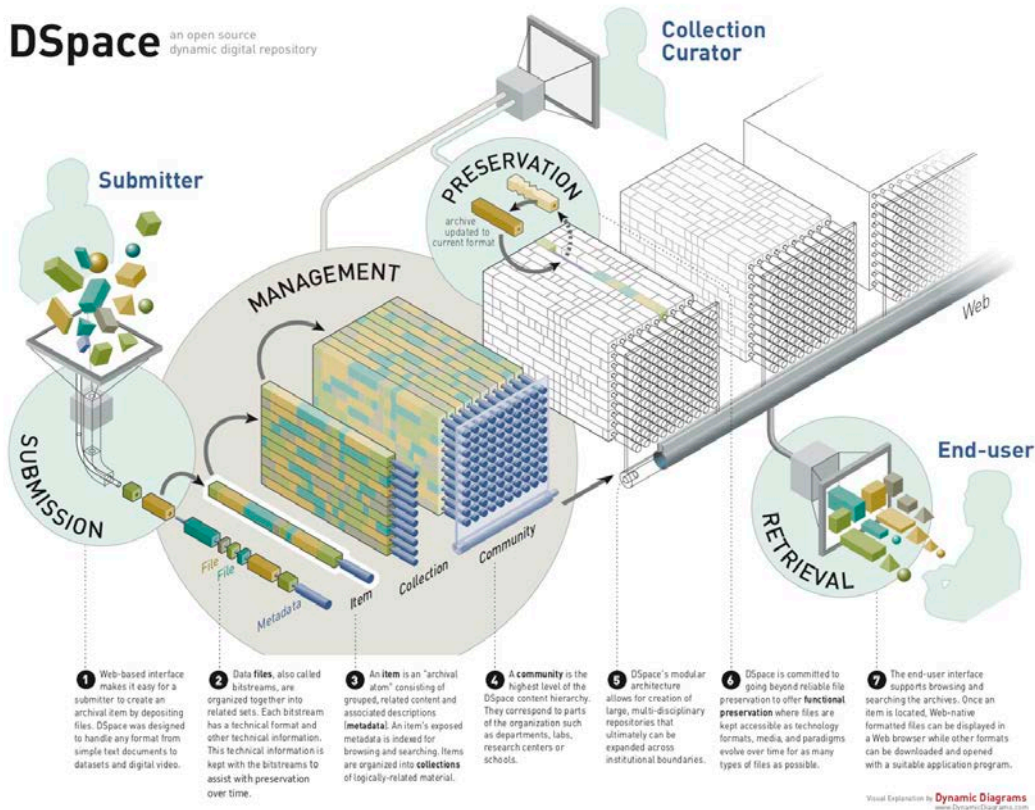 DSpace
an open source
dynamic digital repository
Collection
Curator
Submitter
PRESERVATION
archive
updated to
current format
MANAGEMENT
Web
End-user
SUBMISSION
RETRIEVAL
File
File
Metadata
Item
Collection
Community
1 Web-based interface
makes it easy for a
submitter to create an
archival item by depositing
files. DSpace was designed
to handle any format from
simple text documents to
datasets and digital video.
2 Data files, also called
bitstreams, are
organized together into
related sets. Each bitstream
has a technical format and
other technical information.
This technical information is
kept with the bitstreams to
assist with preservation
over time.
3 An item is an "archival
atom" consisting of
grouped, related content and
associated descriptions
(metadata). An item's exposed
metadata is indexed for
browsing and searching. Items
are organized into collections
of logically-related material.
4 A community is the
highest level of the
DSpace content hierarchy.
They correspond to parts
of the organization such
as departments, labs,
research centers or
schools.
5 DSpace's modular
architecture
allows for creation of
large, multi-disciplinary
repositories that
ultimately can be
expanded across
institutional boundaries.
6 DSpace is committed to
going beyond reliable file
preservation to offer functional
preservation where files are
kept accessible as technology
formats, media, and paradigms
evolve over time for as many
types of files as possible.
7 The end-user interface
supports browsing and
searching the archives. Once an
item is located, Web-native
formatted files can be displayed
in a Web browser while other formats
can be downloaded and opened
with a suitable application program.
Visual Explanation by Dynamic Diagrams
www.DynamicDiagrams.com